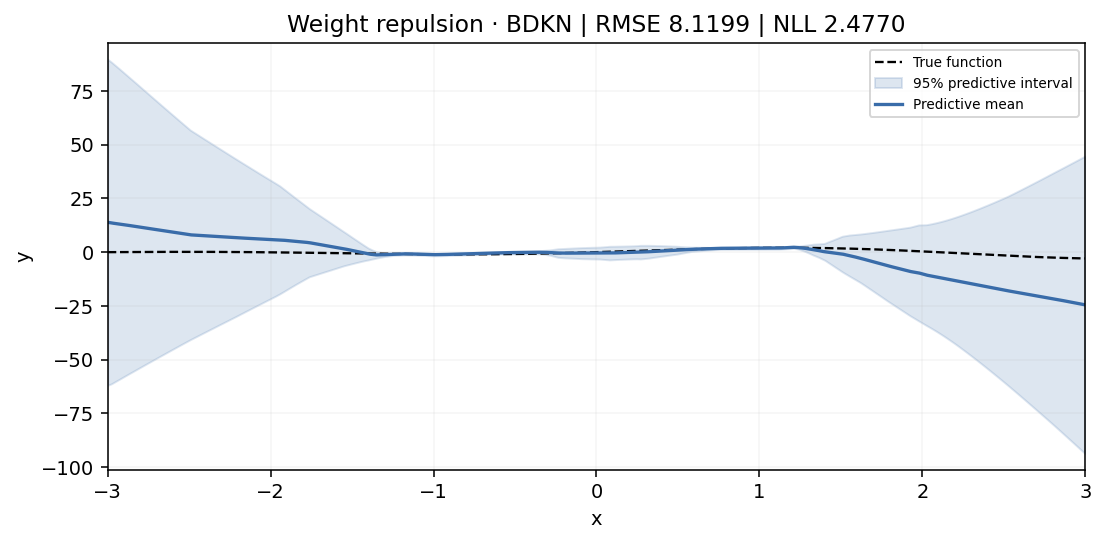 Weight repulsion · BDKN | RMSE 8.1199 | NLL 2.4770
True function
95% predictive interval
Predictive mean
75
50
25
0
−25
−50
−75
−100
y
−3
−2
−1
0
1
2
3
x